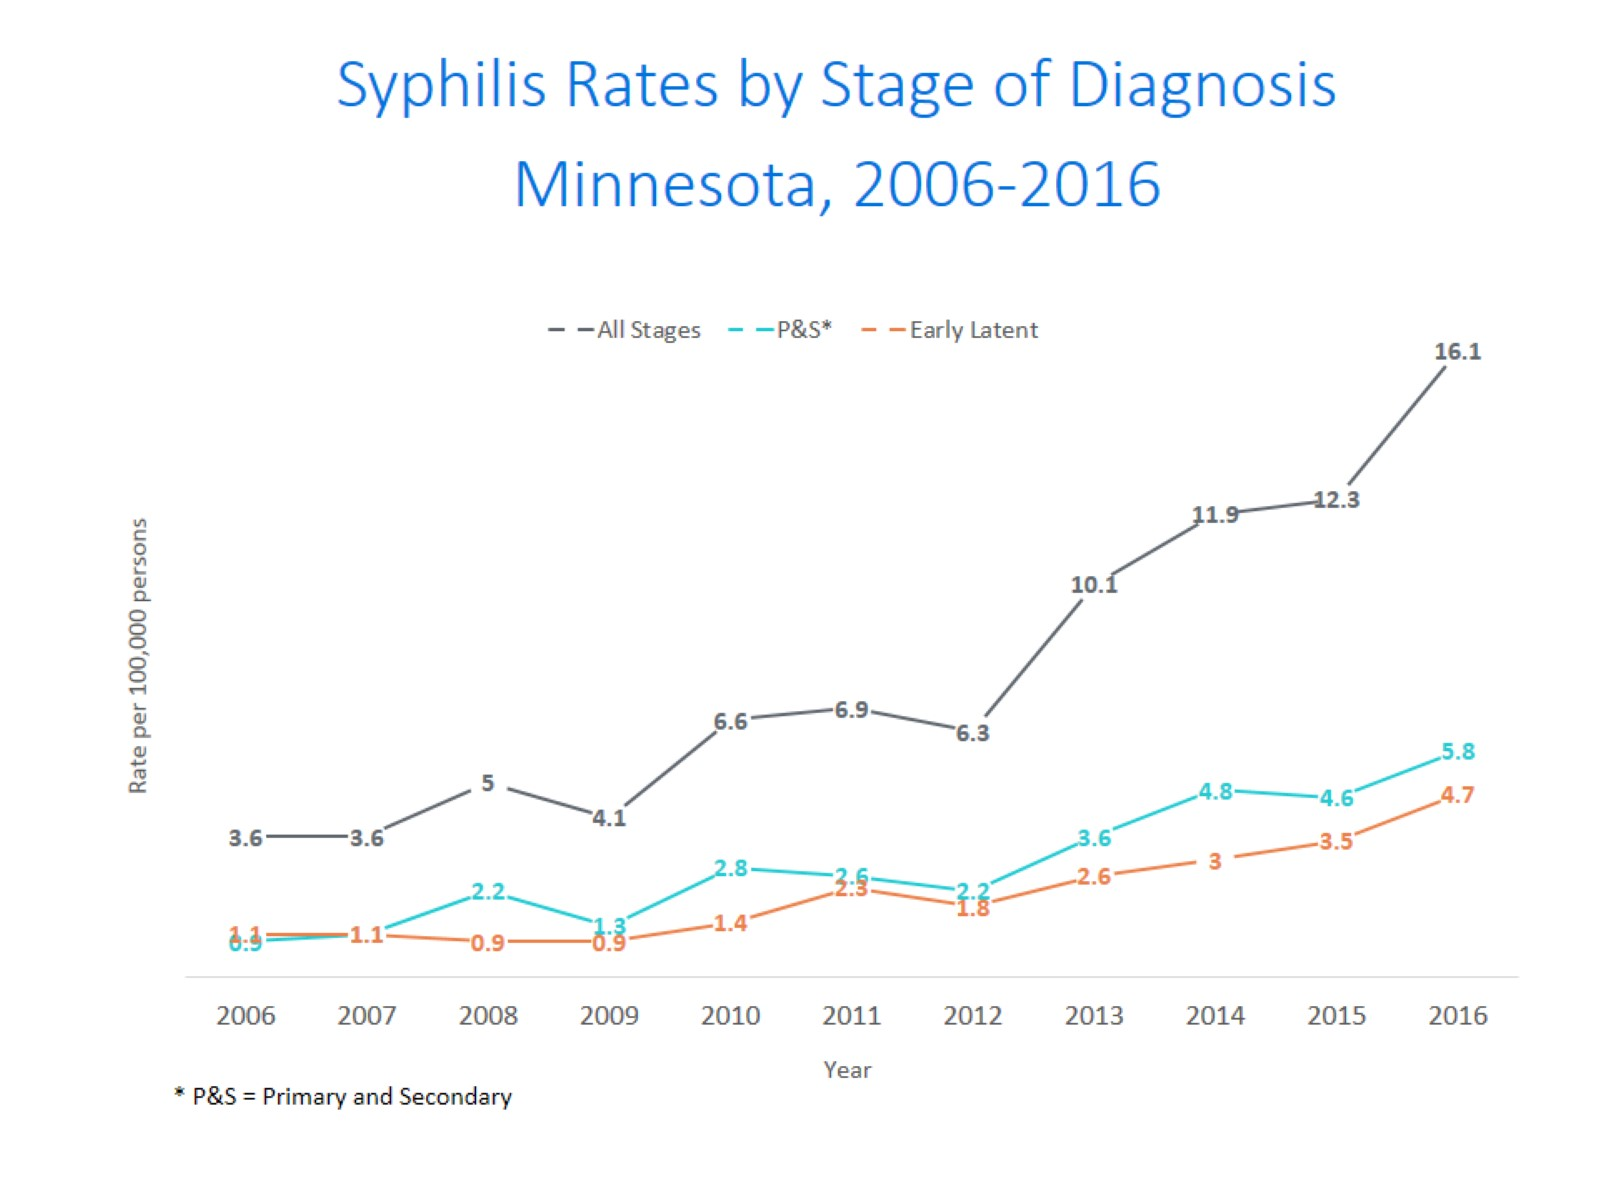 Syphilis Rates by Stage of Diagnosis
Minnesota, 2006-2016
All Stages P&S* Early Latent
Rate per 100,000 persons
16.1
12.3
11.9
10.1
6.9
6.6
6.3
5.8
5
4.7
4.8
4.6
4.1
3.6 3.6 3.6
3.5
3
2.8
2.6 2.6
2.3
2.2 2.2
1.8
1.4
1.3
1.1 1.1
0.9 0.9 0.9
2006 2007 2008 2009 2010 2011 2012 2013 2014 2015 2016
Year
* P&S = Primary and Secondary